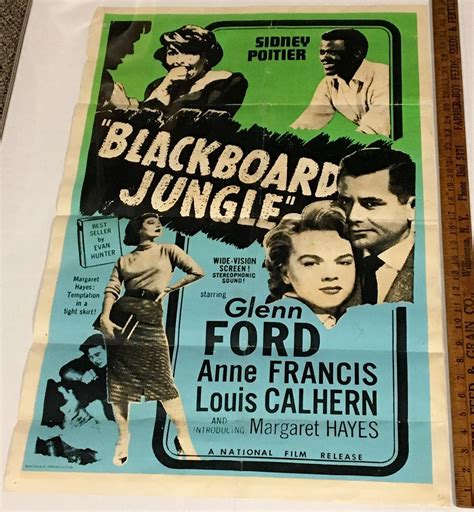 SIDNEY
POITIER
"BLACKBOARD
JUNGLE"
BEST
SELLER
by
EVAN
HUNTER
Margaret
Hayes:
Temptation
in a
tight skirt!
WIDE-VISION
SCREEN!
STEREOPHONIC
SOUND!
starring
Glenn
FORD
Anne FRANCIS
Louis CALHERN
AND
INTRODUCING Margaret HAYES
A NATIONAL FILM RELEASE